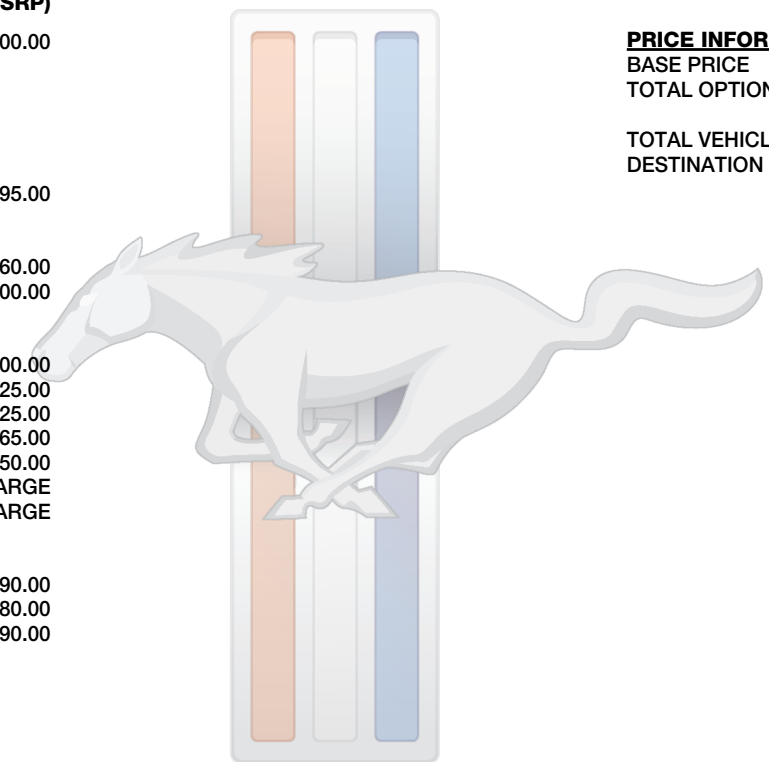 SRP)
00.00
95.00
60.00
00.00
00.00
25.00
25.00
65.00
50.00
ARGE
ARGE
90.00
80.00
90.00
PRICE INFOR
BASE PRICE
TOTAL OPTION
TOTAL VEHICL
DESTINATION